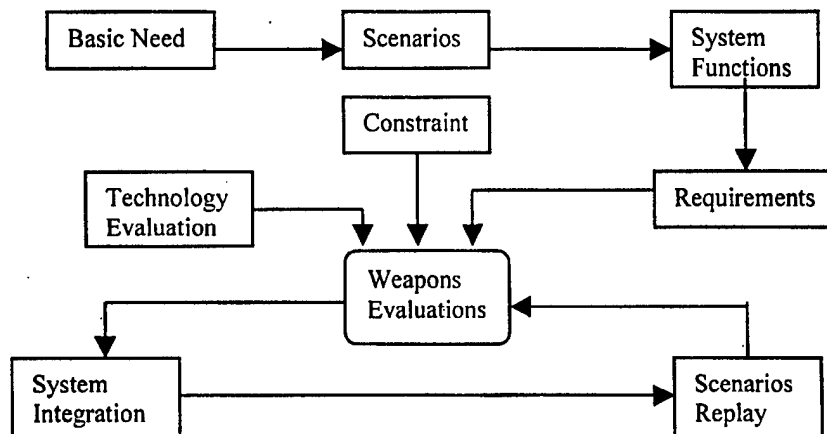 Basic Need
Scenarios
System
Functions
Constraint
Technology
Evaluation
Requirements
Weapons
Evaluations
System
Integration
Scenarios
Replay